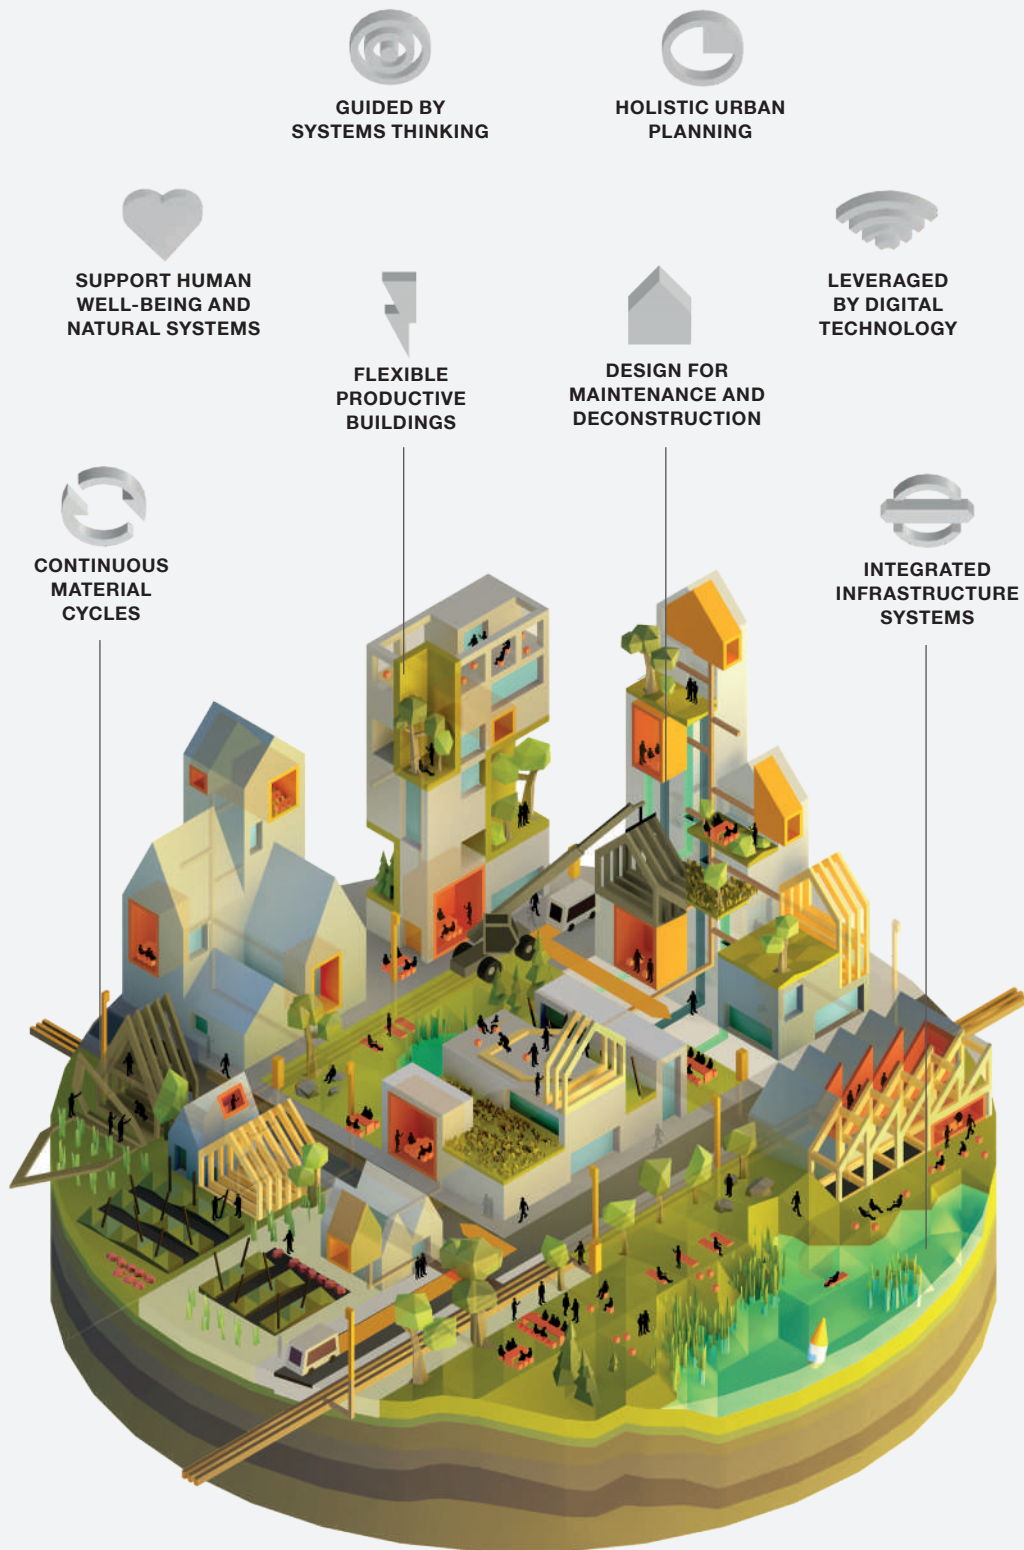 GUIDED BY
SYSTEMS THINKING
HOLISTIC URBAN
PLANNING
SUPPORT HUMAN
WELL-BEING AND
NATURAL SYSTEMS
LEVERAGED
BY DIGITAL
TECHNOLOGY
FLEXIBLE
PRODUCTIVE
BUILDINGS
DESIGN FOR
MAINTENANCE AND
DECONSTRUCTION
CONTINUOUS
MATERIAL
CYCLES
INTEGRATED
INFRASTRUCTURE
SYSTEMS